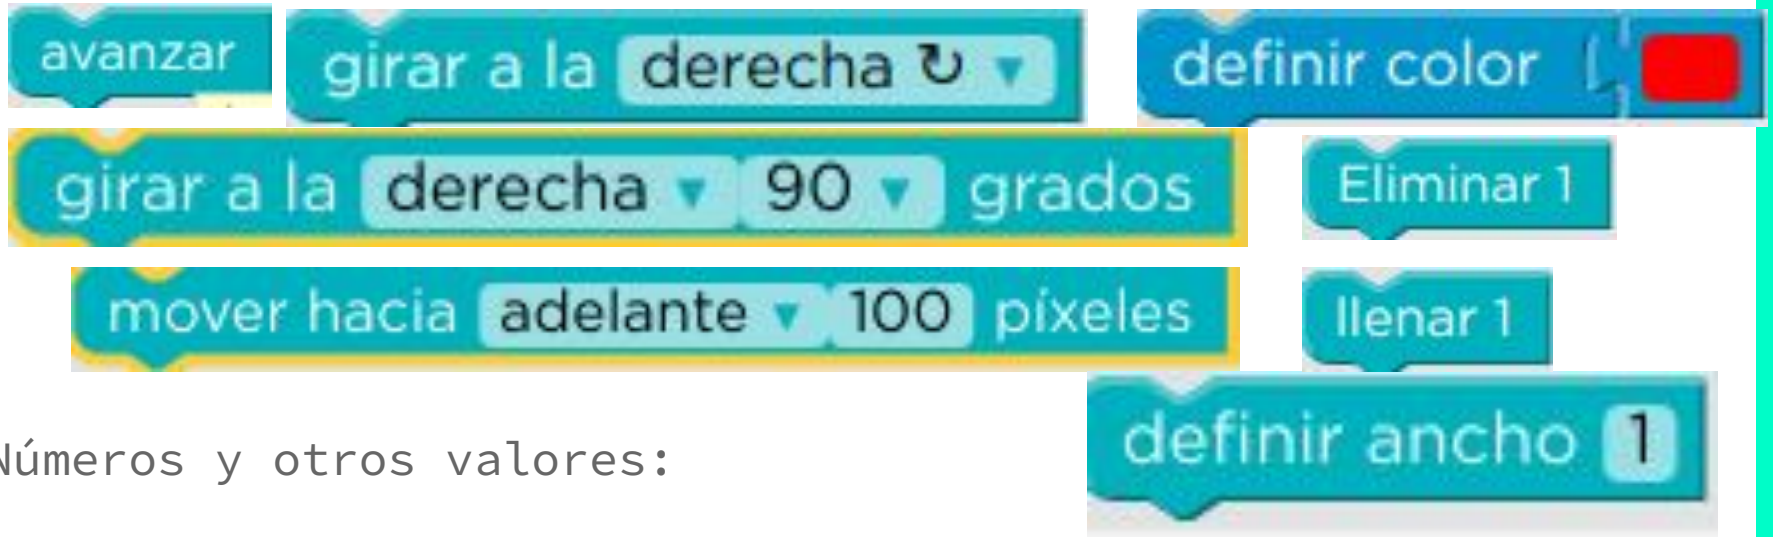 avanzar
girar a la derecha ↻ ▼
definir color
girar a la derecha ▼ 90 ▼ grados
Eliminar 1
mover hacia adelante ▼ 100 píxeles
llenar 1
definir ancho 1
Números y otros valores: